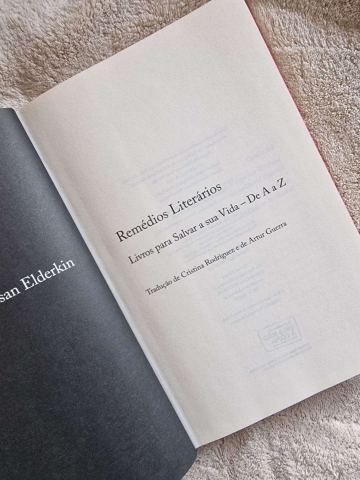 san Elderkin
Remédios Literários
Livros para Salvar a sua Vida – De A a Z
Tradução de Cristina Rodriguez e de Artur Guerra